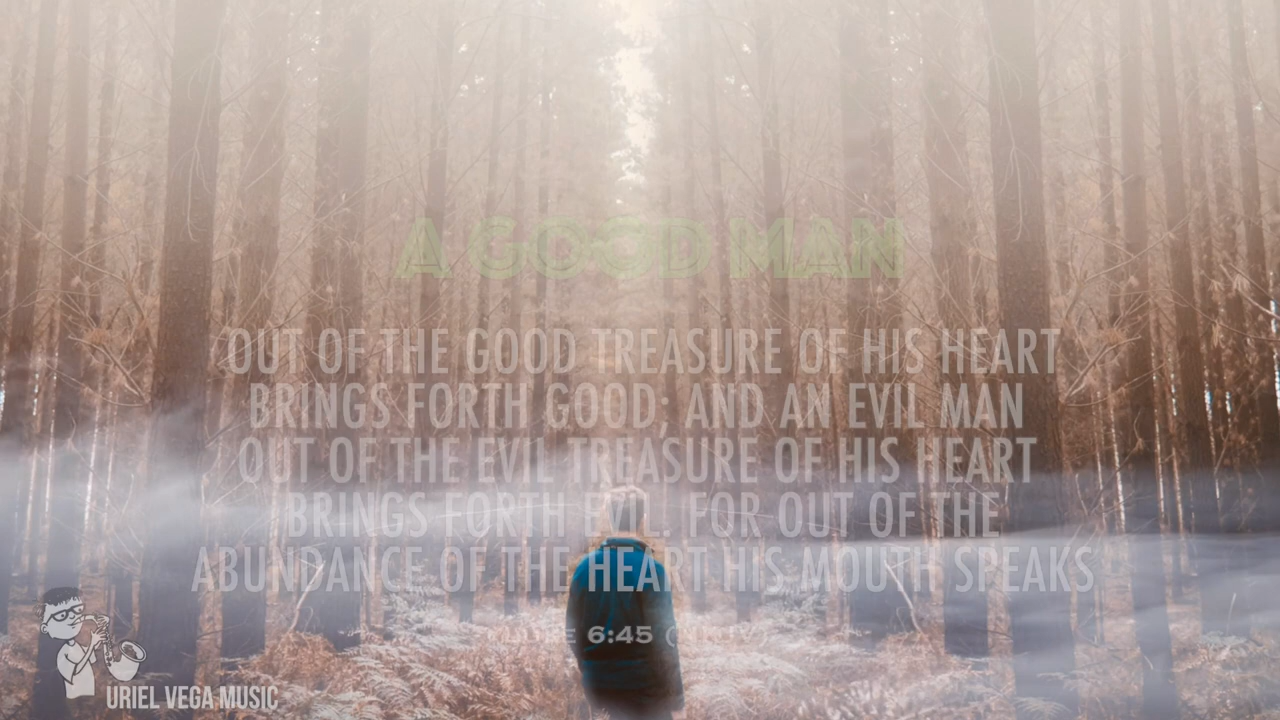 A GOOD MAN
OUT OF THE GOOD TREASURE OF HIS HEART
BRINGS FORTH GOOD; AND AN EVIL MAN
OUT OF THE EVIL TREASURE OF HIS HEART
BRINGS FORTH EVIL. FOR OUT OF THE
ABUNDANCE OF THE HEART HIS MOUTH SPEAKS
LUKE 6:45 (NKJV)
URIEL VEGA MUSIC